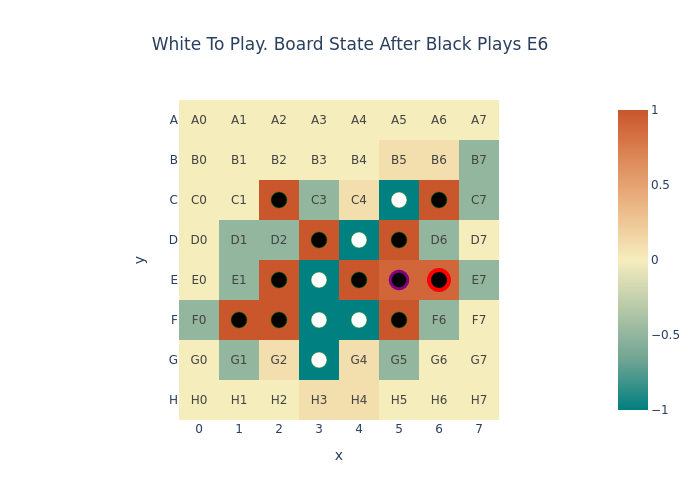 White To Play. Board State After Black Plays E6
A A0 A1 A2 A3 A4 A5 A6 A7
B B0 B1 B2 B3 B4 B5 B6 B7
C C0 C1 C3 C4 C7
D D0 D1 D2 D6 D7
E E0 E1 E7
F F0 F6 F7
G G0 G1 G2 G4 G5 G6 G7
H H0 H1 H2 H3 H4 H5 H6 H7
0 1 2 3 4 5 6 7
x
y
1
0.5
0
−0.5
−1